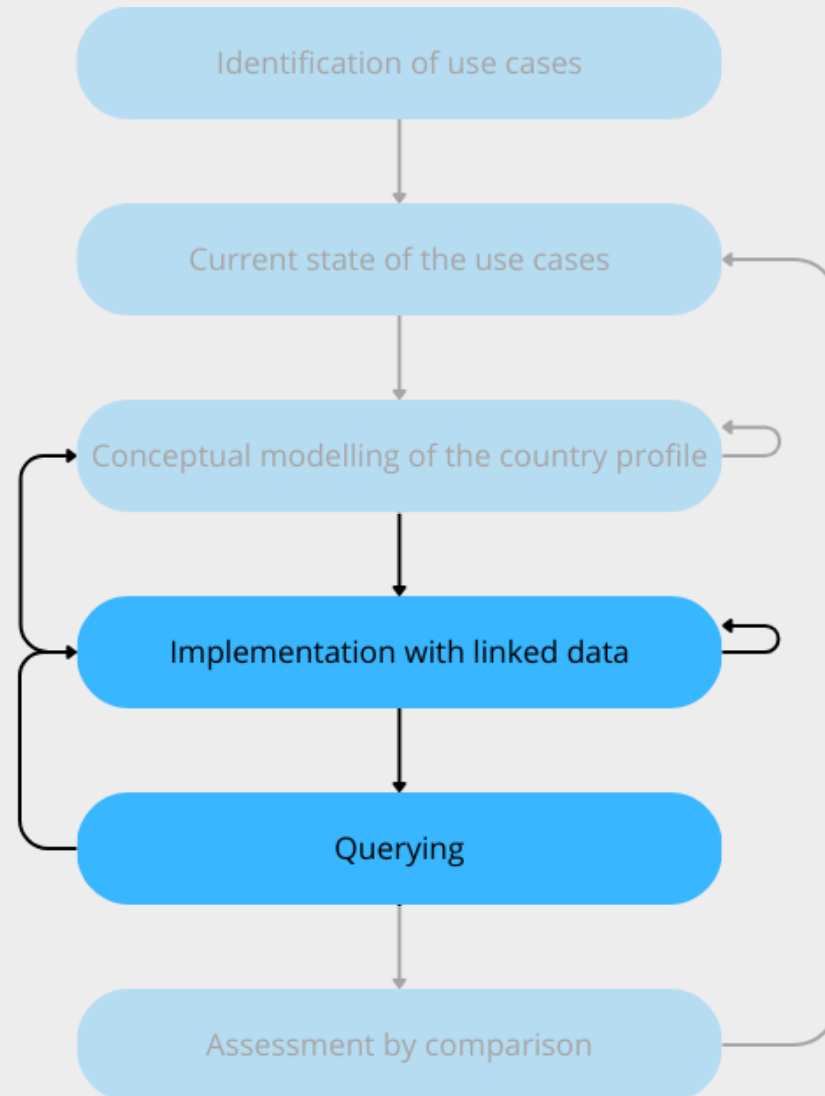 Identification of use cases
Current state of the use cases
Conceptual modelling of the country profile
Implementation with linked data
Querying
Assessment by comparison